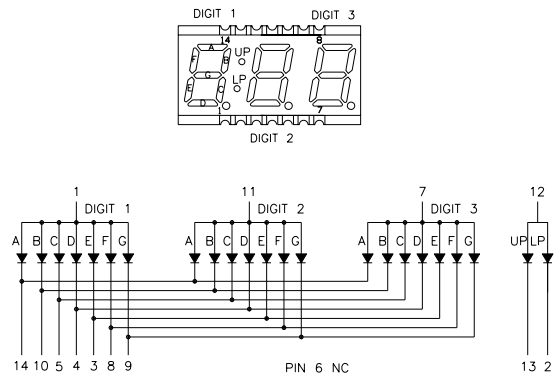 DIGIT 1 DIGIT 3
14 8
A
UP
F B
G
LP
E C
D
1 7
DIGIT 2
1 11 7 12
DIGIT 1 DIGIT 2 DIGIT 3
A B C D E F G A B C D E F G A B C D E F G UP LP
14 10 5 4 3 8 9 PIN 6 NC 13 2